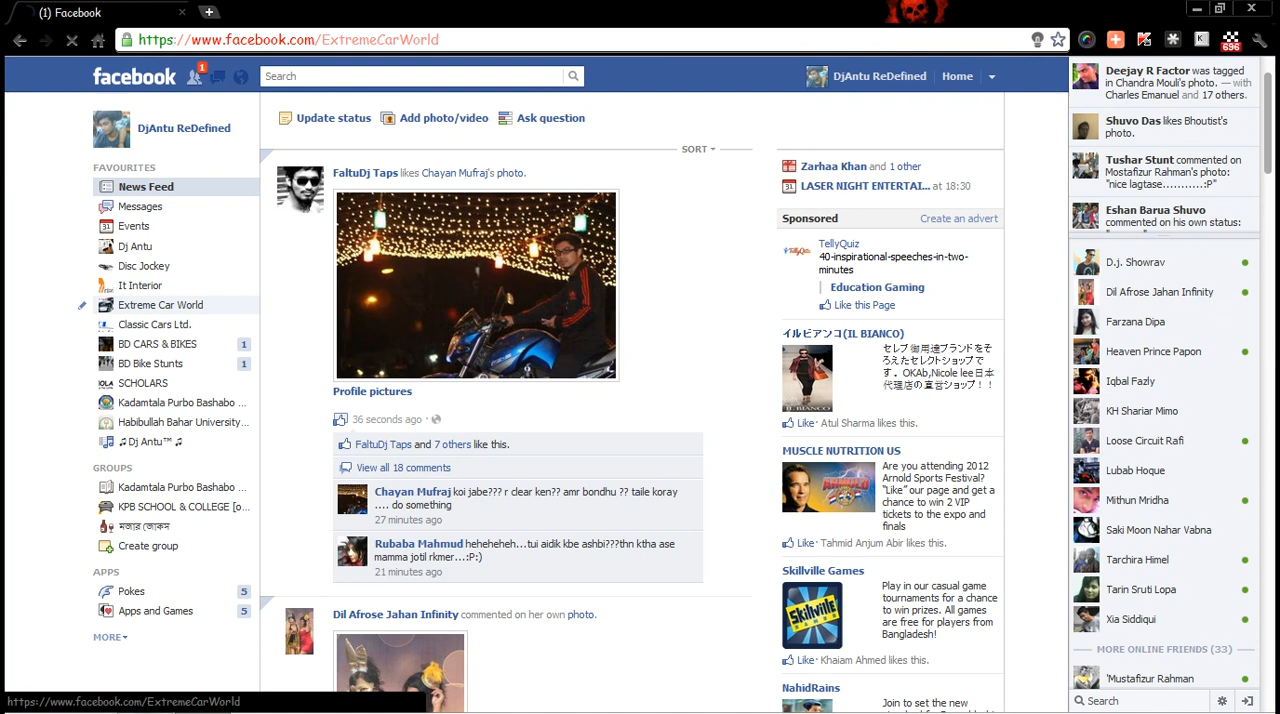 (1) Facebook
https://www.facebook.com/ExtremeCarWorld
696
facebook
1
Search
DjAntu ReDefined
Home
DjAntu ReDefined
FAVOURITES
News Feed
Messages
Events
Dj Antu
Disc Jockey
It Interior
Extreme Car World
Classic Cars Ltd.
BD CARS & BIKES 1
BD Bike Stunts 1
SCHOLARS
Kadamtala Purbo Bashabo ...
Habibullah Bahar University...
♫ Dj Antu™ ♫
GROUPS
Kadamtala Purbo Bashabo ...
KPB SCHOOL & COLLEGE [o...
মজার জোকস
Create group
APPS
Pokes 5
Apps and Games 5
MORE
https://www.facebook.com/ExtremeCarWorld
Update status
Add photo/video
Ask question
SORT
FaltuDj Taps likes Chayan Mufraj's photo.
Profile pictures
36 seconds ago ·
FaltuDj Taps and 7 others like this.
View all 18 comments
Chayan Mufraj koi jabe??? r clear ken?? amr bondhu ?? taile koray
.... do something
27 minutes ago
Rubaba Mahmud heheheheh...tui aidik kbe ashbi???thn ktha ase
mamma jotil rkmer...:P:)
21 minutes ago
Dil Afrose Jahan Infinity commented on her own photo.
Zarhaa Khan and 1 other
31 LASER NIGHT ENTERTAI... at 18:30
Sponsored
Create an advert
TellyQuiz
40-inspirational-speeches-in-two-
minutes
Education Gaming
Like this Page
イルビアンコ(IL BIANCO)
セレブ御用達ブランドをそ
ろえたセレクトショップで
す。OKAb,Nicole lee日本
代理店の直営ショップ！！
IL BIANCO
Like · Atul Sharma likes this.
MUSCLE NUTRITION US
Are you attending 2012
Arnold Sports Festival?
"Like" our page and get a
chance to win 2 VIP
tickets to the expo and
finals
Like · Tahmid Anjum Abir likes this.
Skillville Games
Skillville
Play in our casual game
tournaments for a chance
to win prizes. All games
are free for players from
Bangladesh!
Like · Khaiam Ahmed likes this.
NahidRains
Join to set the new
Deejay R Factor was tagged
in Chandra Mouli's photo. — with
Charles Emanuel and 17 others.
Shuvo Das likes Bhoutist's
photo.
Tushar Stunt commented on
Mostafizur Rahman's photo:
"nice lagtase...........:P"
Eshan Barua Shuvo
commented on his own status:
D.j. Showrav
Dil Afrose Jahan Infinity
Farzana Dipa
Heaven Prince Papon
Iqbal Fazly
KH Shariar Mimo
Loose Circuit Rafi
Lubab Hoque
Mithun Mridha
Saki Moon Nahar Vabna
Tarchira Himel
Tarin Sruti Lopa
Xia Siddiqui
MORE ONLINE FRIENDS (33)
'Mustafizur Rahman
Search